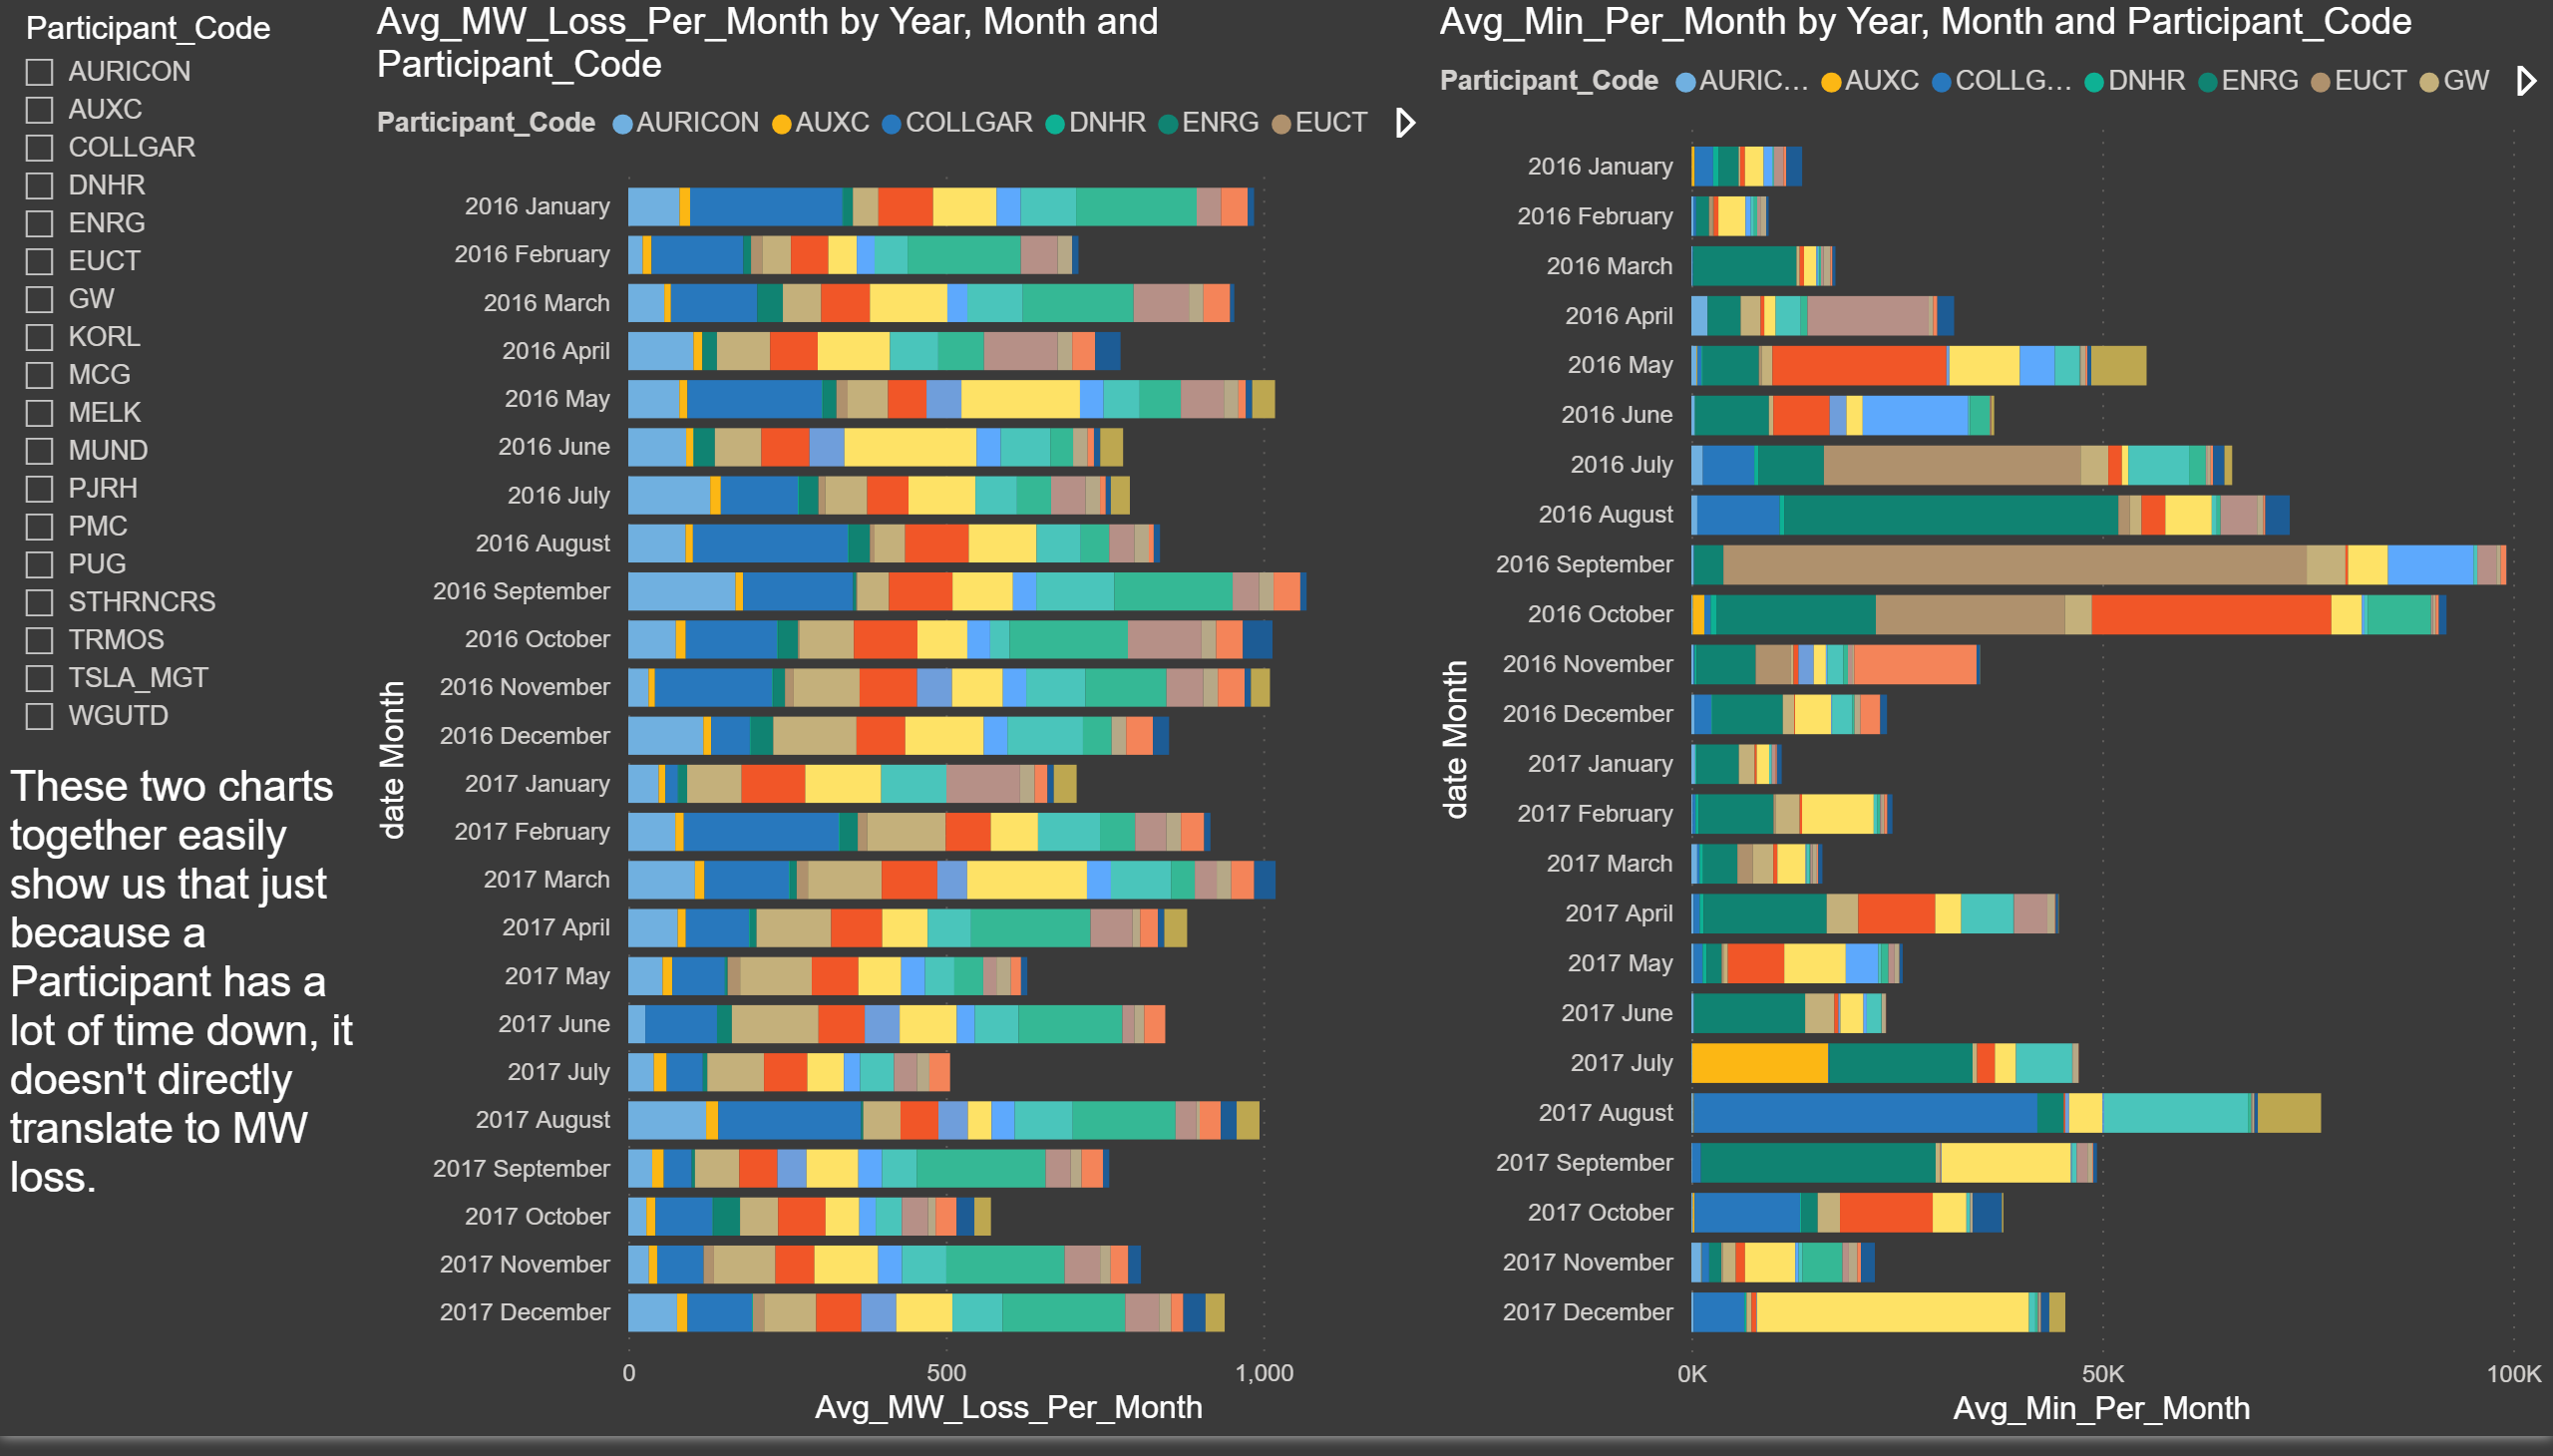 Participant_Code
AURICON
AUXC
COLLGAR
DNHR
ENRG
EUCT
GW
KORL
MCG
MELK
MUND
PJRH
PMC
PUG
STHRNCRS
TRMOS
TSLA_MGT
WGUTD
These two charts
together easily
show us that just
because a
Participant has a
lot of time down, it
doesn't directly
translate to MW
loss.
Avg_MW_Loss_Per_Month by Year, Month and
Participant_Code
Participant_Code AURICON AUXC COLLGAR DNHR ENRG EUCT
date Month
2016 January
2016 February
2016 March
2016 April
2016 May
2016 June
2016 July
2016 August
2016 September
2016 October
2016 November
2016 December
2017 January
2017 February
2017 March
2017 April
2017 May
2017 June
2017 July
2017 August
2017 September
2017 October
2017 November
2017 December
0 500 1,000
Avg_MW_Loss_Per_Month
Avg_Min_Per_Month by Year, Month and Participant_Code
Participant_Code AURIC... AUXC COLLG... DNHR ENRG EUCT GW
date Month
2016 January
2016 February
2016 March
2016 April
2016 May
2016 June
2016 July
2016 August
2016 September
2016 October
2016 November
2016 December
2017 January
2017 February
2017 March
2017 April
2017 May
2017 June
2017 July
2017 August
2017 September
2017 October
2017 November
2017 December
0K 50K 100K
Avg_Min_Per_Month